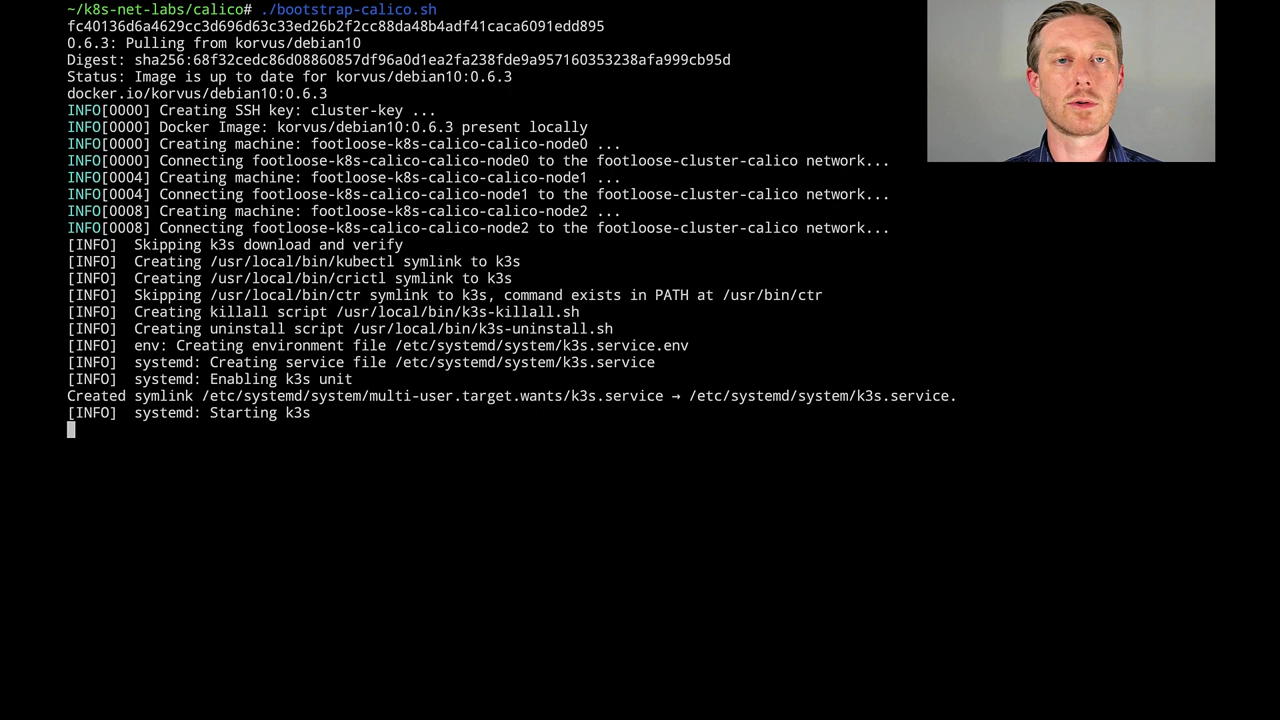 ~/k8s-net-labs/calico# ./bootstrap-calico.sh
fc40136d6a4629cc3d696d63c33ed26b2f2cc88da48b4adf41caca6091edd895
0.6.3: Pulling from korvus/debian10
Digest: sha256:68f32cedc86d08860857df96a0d1ea2fa238fde9a957160353238afa999cb95d
Status: Image is up to date for korvus/debian10:0.6.3
docker.io/korvus/debian10:0.6.3
INFO[0000] Creating SSH key: cluster-key ...
INFO[0000] Docker Image: korvus/debian10:0.6.3 present locally
INFO[0000] Creating machine: footloose-k8s-calico-calico-node0 ...
INFO[0000] Connecting footloose-k8s-calico-calico-node0 to the footloose-cluster-calico network...
INFO[0004] Creating machine: footloose-k8s-calico-calico-node1 ...
INFO[0004] Connecting footloose-k8s-calico-calico-node1 to the footloose-cluster-calico network...
INFO[0008] Creating machine: footloose-k8s-calico-calico-node2 ...
INFO[0008] Connecting footloose-k8s-calico-calico-node2 to the footloose-cluster-calico network...
[INFO]  Skipping k3s download and verify
[INFO]  Creating /usr/local/bin/kubectl symlink to k3s
[INFO]  Creating /usr/local/bin/crictl symlink to k3s
[INFO]  Skipping /usr/local/bin/ctr symlink to k3s, command exists in PATH at /usr/bin/ctr
[INFO]  Creating killall script /usr/local/bin/k3s-killall.sh
[INFO]  Creating uninstall script /usr/local/bin/k3s-uninstall.sh
[INFO]  env: Creating environment file /etc/systemd/system/k3s.service.env
[INFO]  systemd: Creating service file /etc/systemd/system/k3s.service
[INFO]  systemd: Enabling k3s unit
Created symlink /etc/systemd/system/multi-user.target.wants/k3s.service → /etc/systemd/system/k3s.service.
[INFO]  systemd: Starting k3s